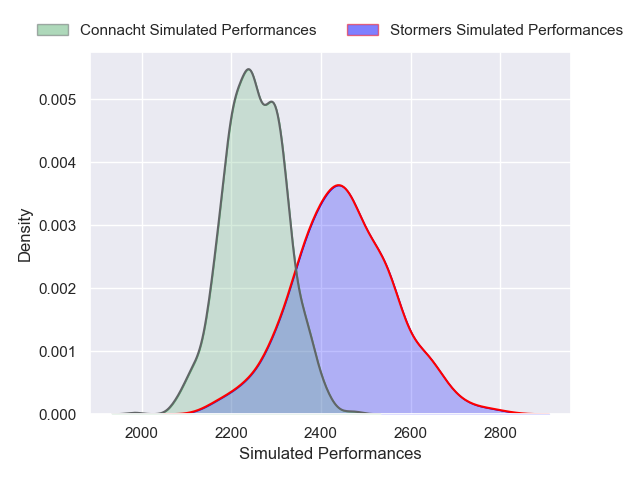 Connacht Simulated Performances Stormers Simulated Performances
Density
0.005
0.004
0.003
0.002
0.001
0.000
2000 2200 2400 2600 2800
Simulated Performances